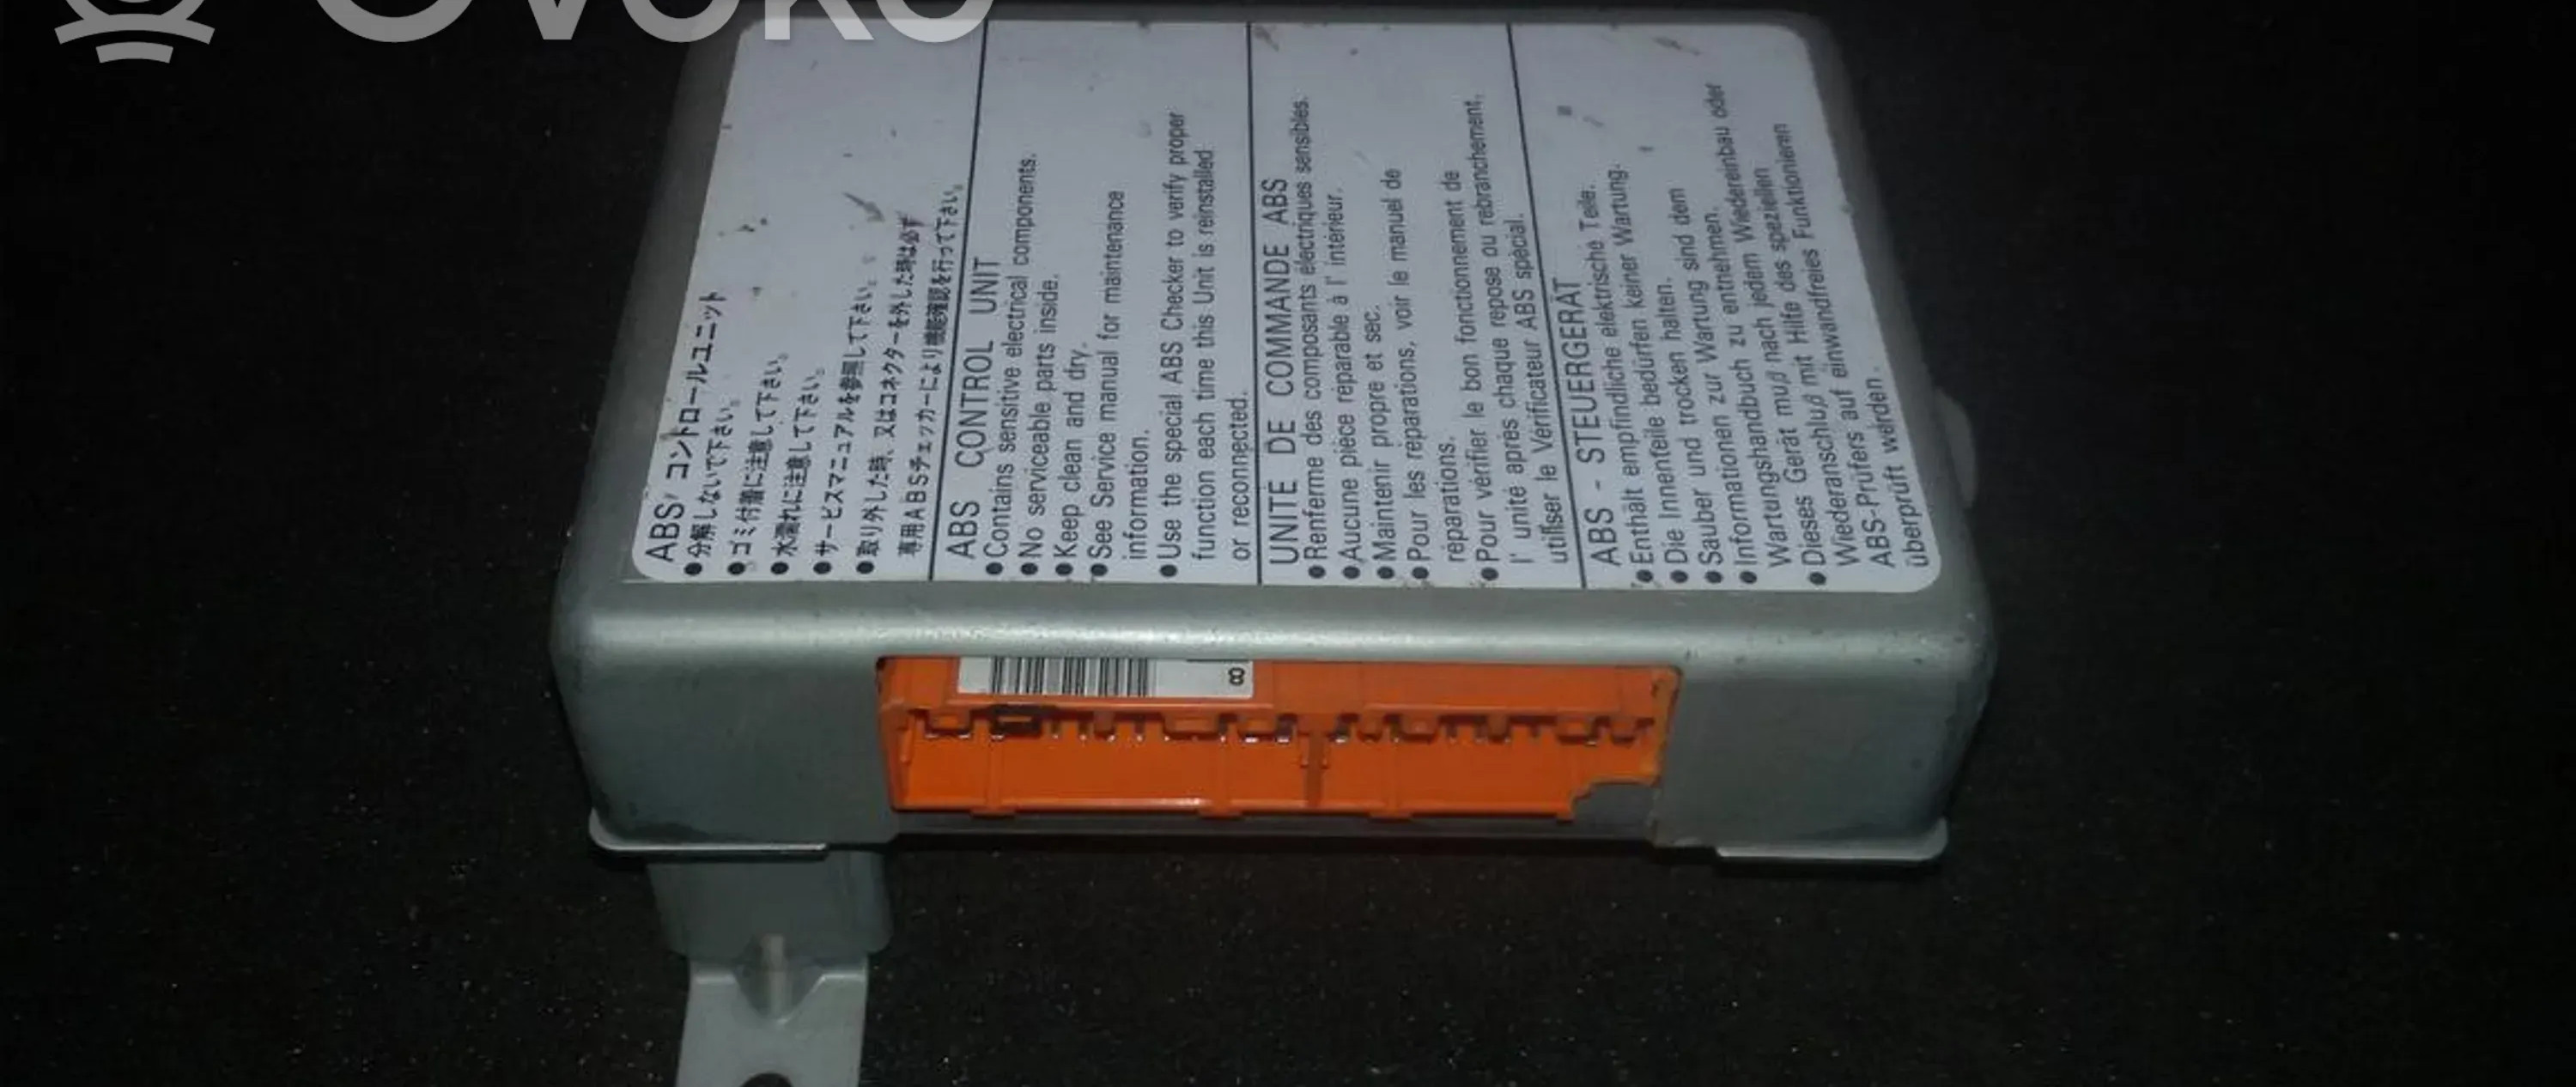 ovoko
ABS コントロールユニット
●分解しないで下さい。
●ゴミ付着に注意して下さい。
●水濡れに注意して下さい。
●サービスマニュアルを参照して下さい。
●取り外した時、又はコネクターを外した時は必ず
専用ABSチェッカーにより機能確認を行って下さい。
ABS CONTROL UNIT
●Contains sensitive electrical components.
●No serviceable parts inside.
●Keep clean and dry.
●See Service manual for maintenance
information.
●Use the special ABS Checker to verify proper
function each time this Unit is reinstalled
or reconnected.
UNITE DE COMMANDE ABS
●Renferme des composants électriques sensibles.
●Aucune pièce réparable à l' intérieur.
●Maintenir propre et sec.
●Pour les réparations, voir le manuel de
réparations.
●Pour vérifier le bon fonctionnement de
l' unité après chaque repose ou rebranchement,
utiliser le Vérificateur ABS spécial.
ABS - STEUERGERÄT
●Enthält empfindliche elektrische Teile.
●Die Innenteile bedürfen keiner Wartung.
●Sauber und trocken halten.
●Informationen zur Wartung sind dem
Wartungshandbuch zu entnehmen.
●Dieses Gerät muß nach jedem Wiedereinbau oder
Wiederanschluß mit Hilfe des speziellen
ABS-Prüfers auf einwandfreies Funktionieren
überprüft werden.
8